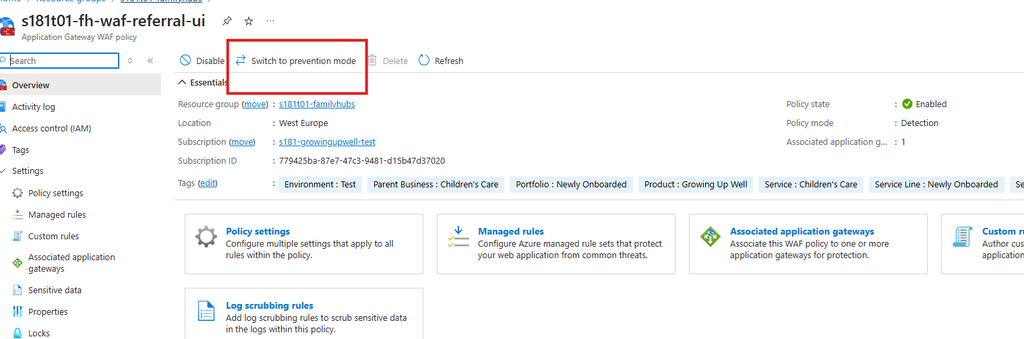 Home > Resource groups > s181t01-familyhubs >
s181t01-fh-waf-referral-ui
Application Gateway WAF policy
Search
Disable
Switch to prevention mode
Delete
Refresh
Overview
Activity log
Access control (IAM)
Tags
Settings
Policy settings
Managed rules
Custom rules
Associated application
gateways
Sensitive data
Properties
Locks
Essentials
Resource group (move) : s181t01-familyhubs
Location : West Europe
Subscription (move) : s181-growingupwell-test
Subscription ID : 779425ba-87e7-47c3-9481-d15b47d37020
Policy state : Enabled
Policy mode : Detection
Associated application g... : 1
Tags (edit) : Environment : Test Parent Business : Children's Care Portfolio : Newly Onboarded Product : Growing Up Well Service : Children's Care Service Line : Newly Onboarded Se
Policy settings
Configure multiple settings that apply to all
rules within the policy.
Managed rules
Configure Azure managed rule sets that protect
your web application from common threats.
Associated application gateways
Associate this WAF policy to one or more
application gateways for protection.
Custom ru
Author cus
application
Log scrubbing rules
Add log scrubbing rules to scrub sensitive data
in the logs within this policy.